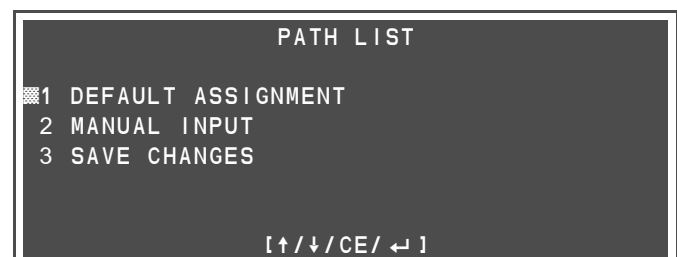 PATH LIST
▒1 DEFAULT ASSIGNMENT
2 MANUAL INPUT
3 SAVE CHANGES
[↑/↓/CE/↵]